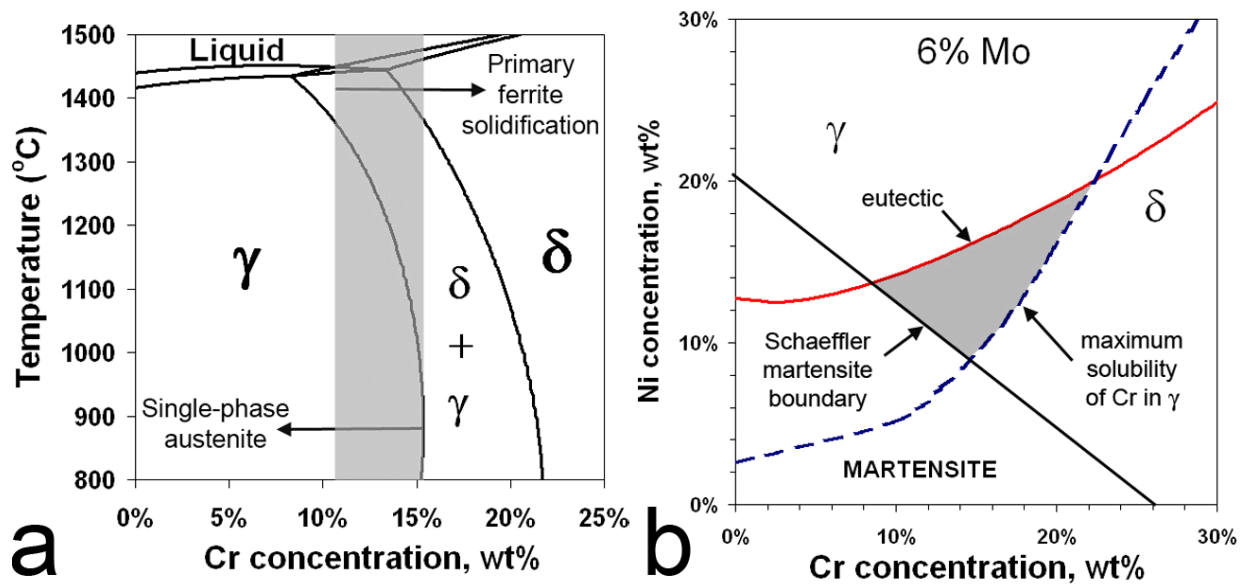 1500
1400
1300
1200
1100
1000
900
800
Temperature (°C)
Liquid
Primary
ferrite
solidification
γ
δ
+
γ
δ
Single-phase
austenite
0%
5%
10%
15%
20%
25%
Cr concentration, wt%
a
30%
20%
10%
0%
Ni concentration, wt%
6% Mo
γ
eutectic
δ
Schaeffler
martensite
boundary
maximum
solubility
of Cr in γ
MARTENSITE
0%
10%
20%
30%
Cr concentration, wt%
b